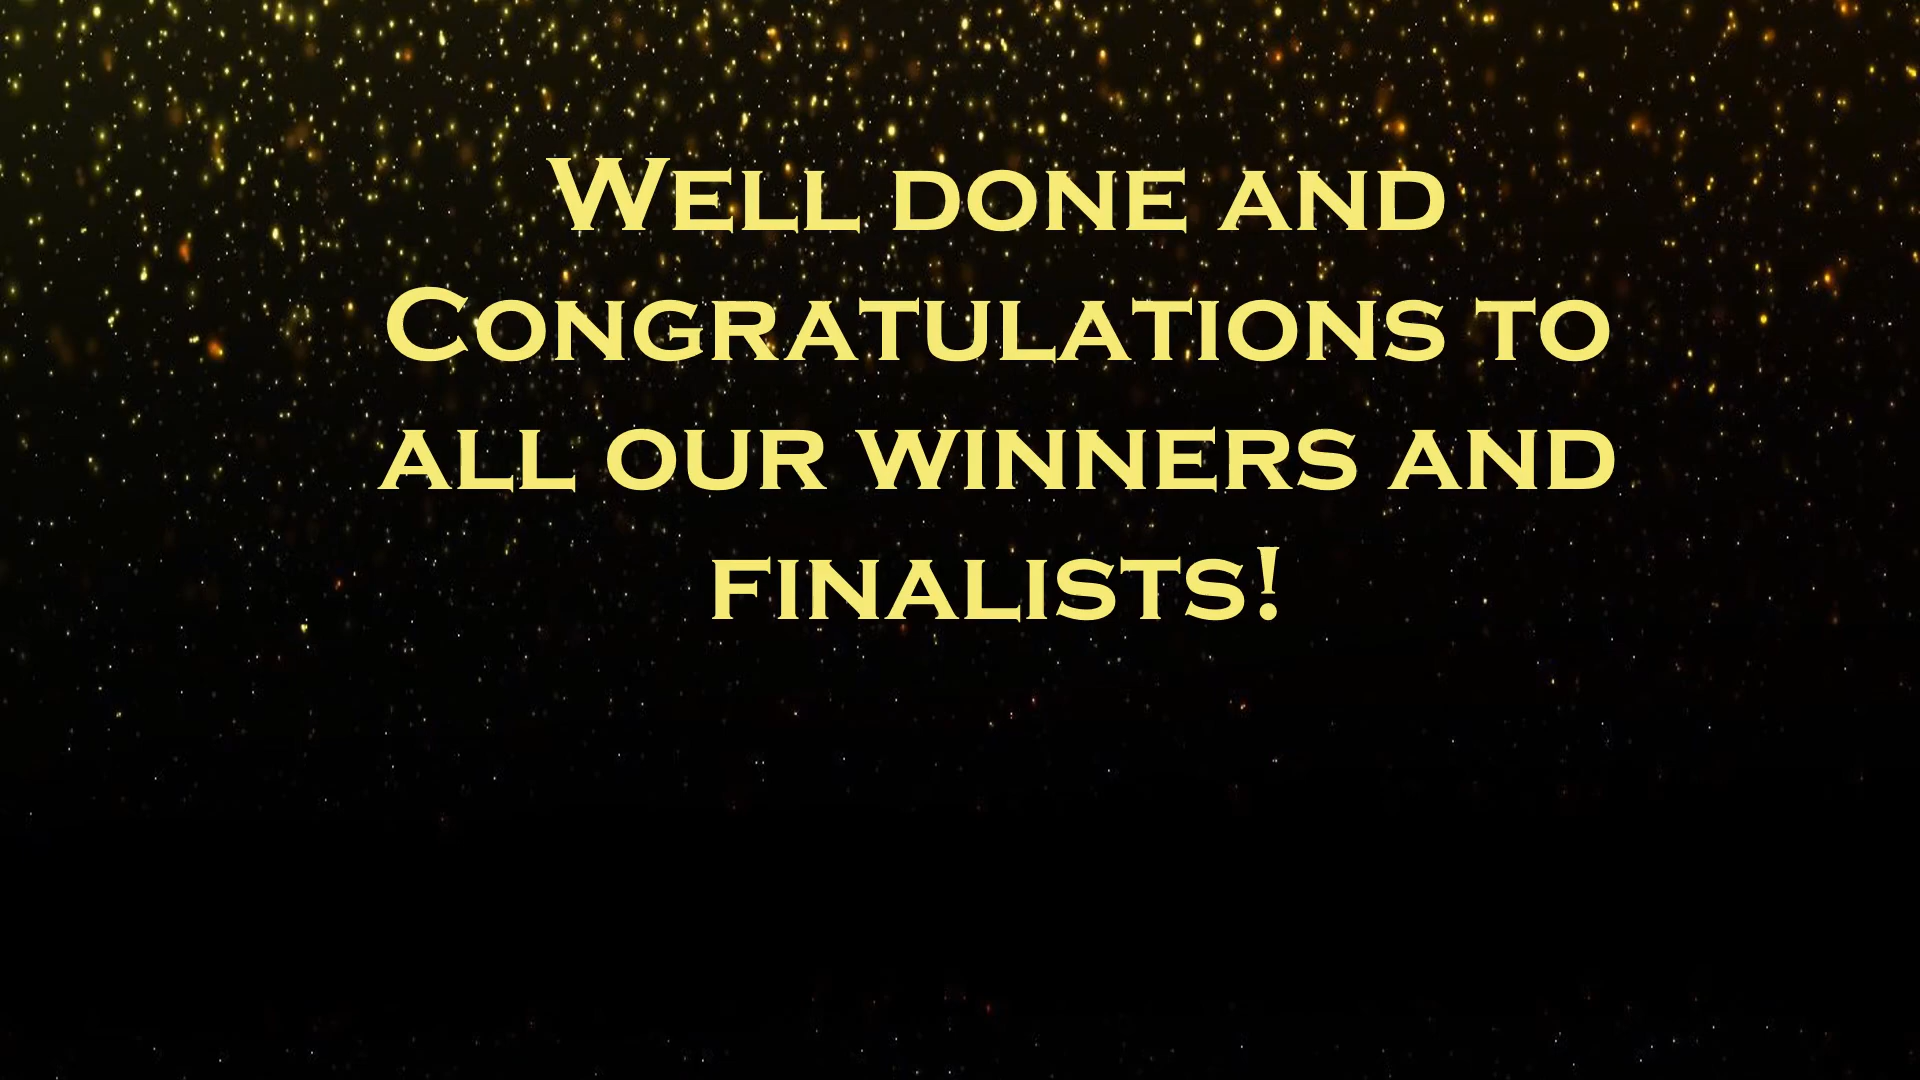 Well done and
Congratulations to
all our winners and
finalists!